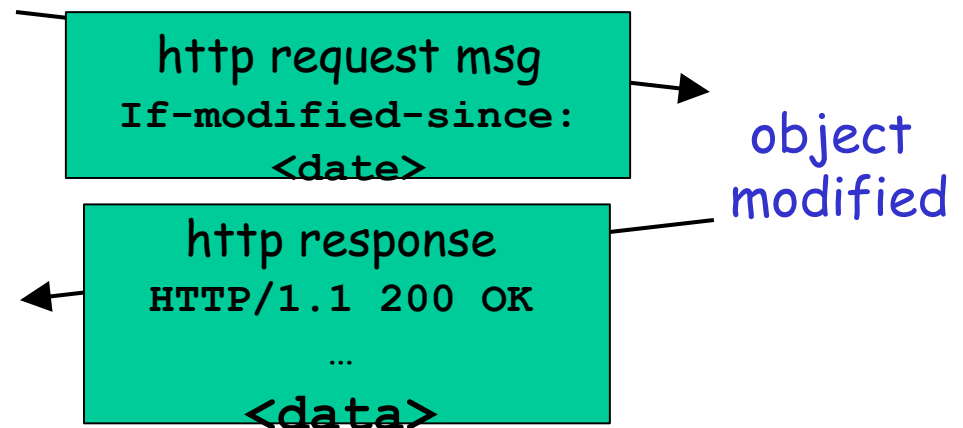 http request msg
If-modified-since:
<date>
object
modified
http response
HTTP/1.1 200 OK
…
<data>